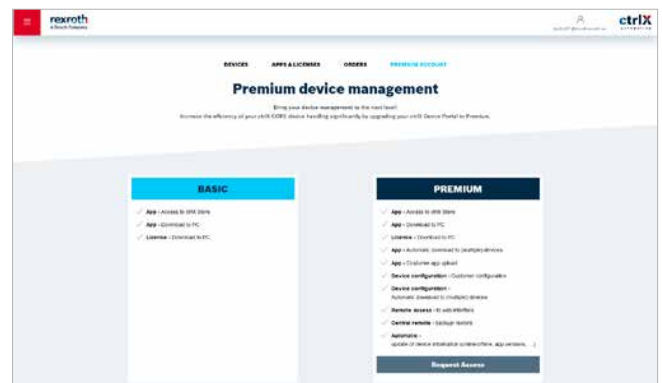 rexroth
A Bosch Company
ctrlX
AUTOMATION
DEVICES APPS & LICENSES ORDERS PREMIUM ACCOUNT
Premium device management
Bring your device management to the next level!
Increase the efficiency of your ctrlX CORE device handling significantly by upgrading your ctrlX Device Portal to Premium.
BASIC
App - Access to ctrlX Store
App - Download to PC
License - Download to PC
PREMIUM
App - Access to ctrlX Store
App - Download to PC
License - Download to PC
App - Automatic download to (multiple) devices
App - Customer app upload
Device configuration - Customer configuration
Device configuration -
Automatic download to (multiple) devices
Remote access - to web interface
Central remote - backup/restore
Automatic -
update of device information (online/offline, app versions, ...)
Request Access